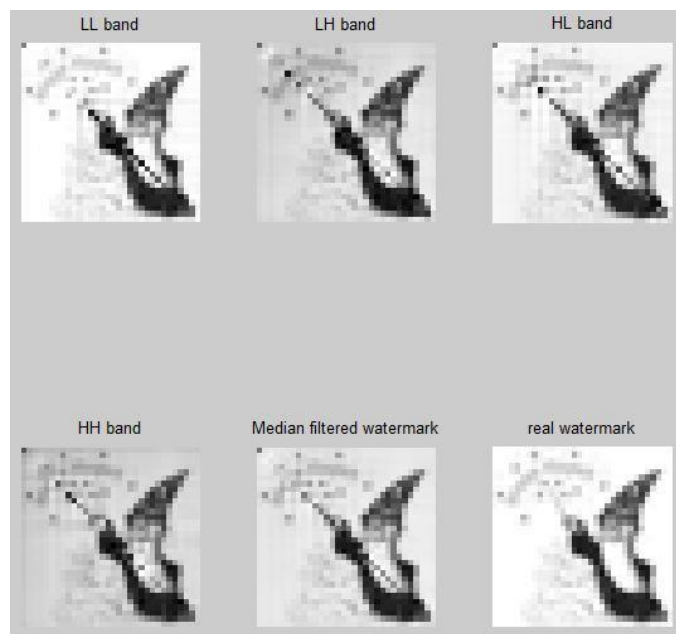 LL band
LH band
HL band
HH band
Median filtered watermark
real watermark